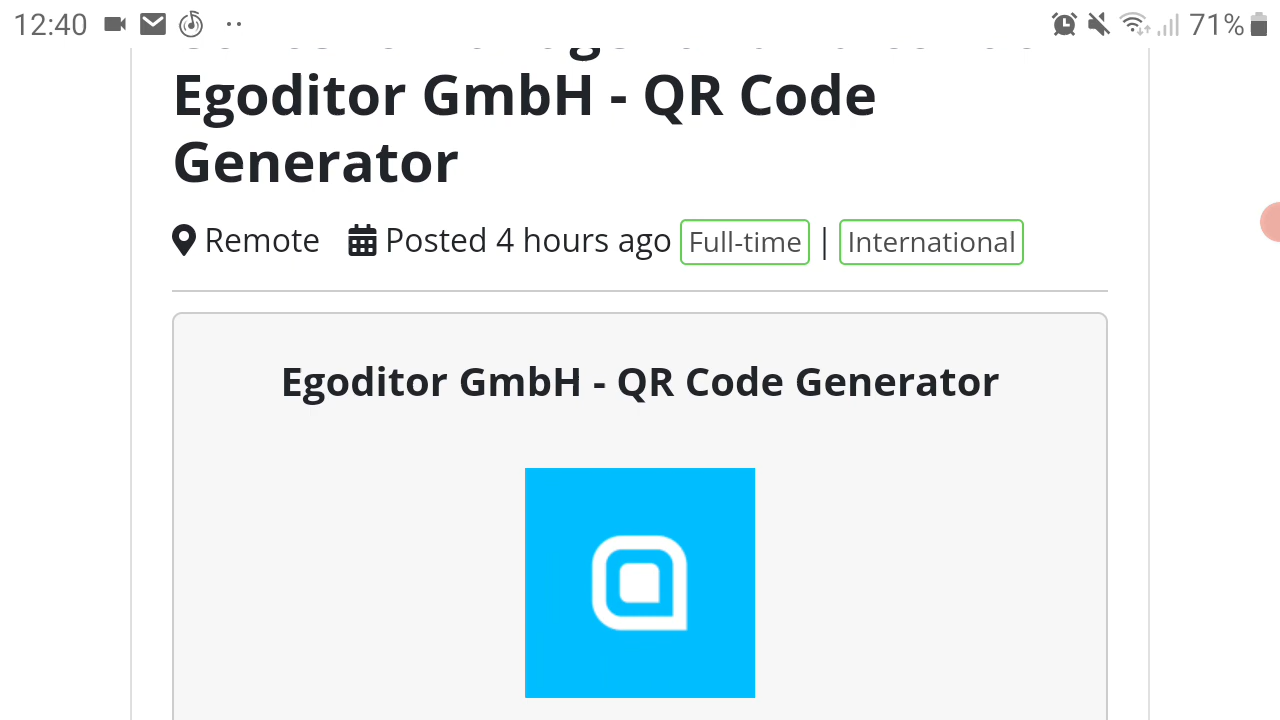 12:40
71%
Egoditor GmbH - QR Code
Generator
Remote Posted 4 hours ago Full-time | International
Egoditor GmbH - QR Code Generator